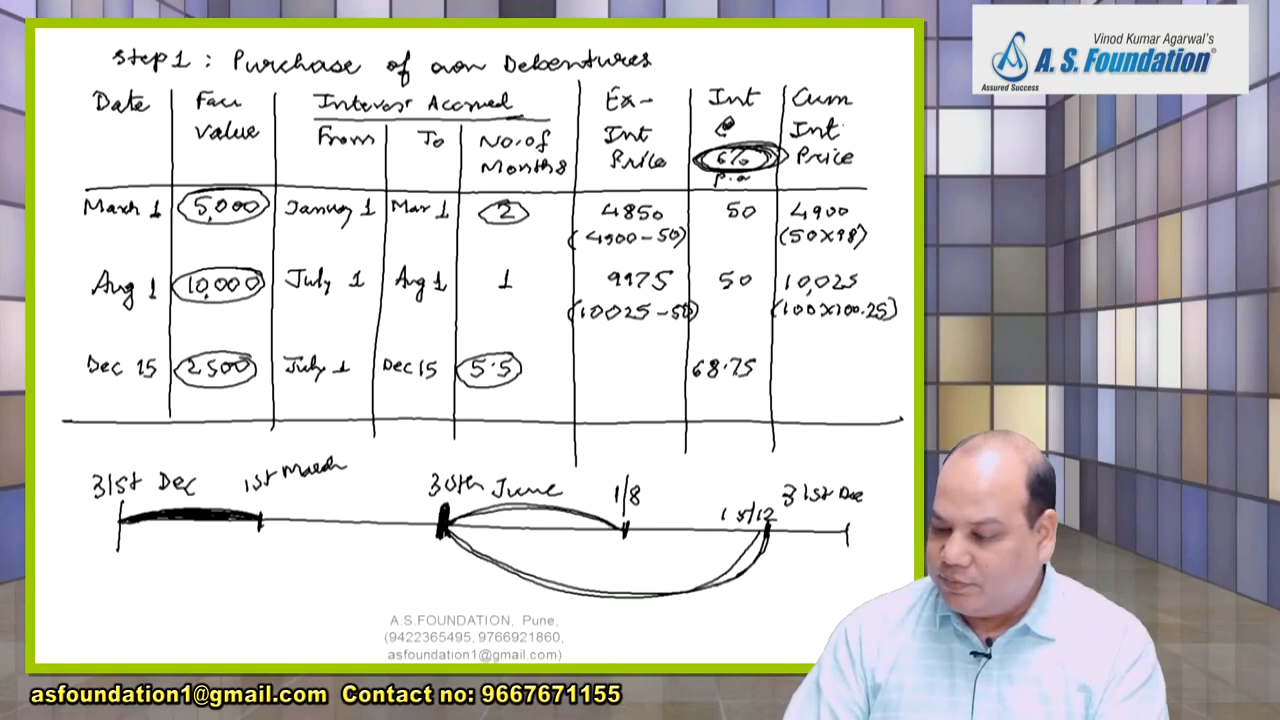 Vinod Kumar Agarwal's
A. S. Foundation®
Assured Success
Step 1 : Purchase of own Debentures
Date
Face Value
Interest Accrued
From
To
No. of Months
Ex-Int Price
Int @ 6% p.a
Cum Int Price
March 1 5,000 January 1 Mar 1 2 4850 50 4900
(4900-50) (50x98)
Aug 1 10,000 July 1 Aug 1 1 9975 50 10,025
(10025-50) (100x100.25)
Dec 15 2500 July 1 Dec 15 5.5 68.75
31st Dec 1st March 30th June 1/8 15/12 31st Dec
A.S.FOUNDATION, Pune,
(9422365495, 9766921860,
asfoundation1@gmail.com)
asfoundation1@gmail.com Contact no: 9667671155